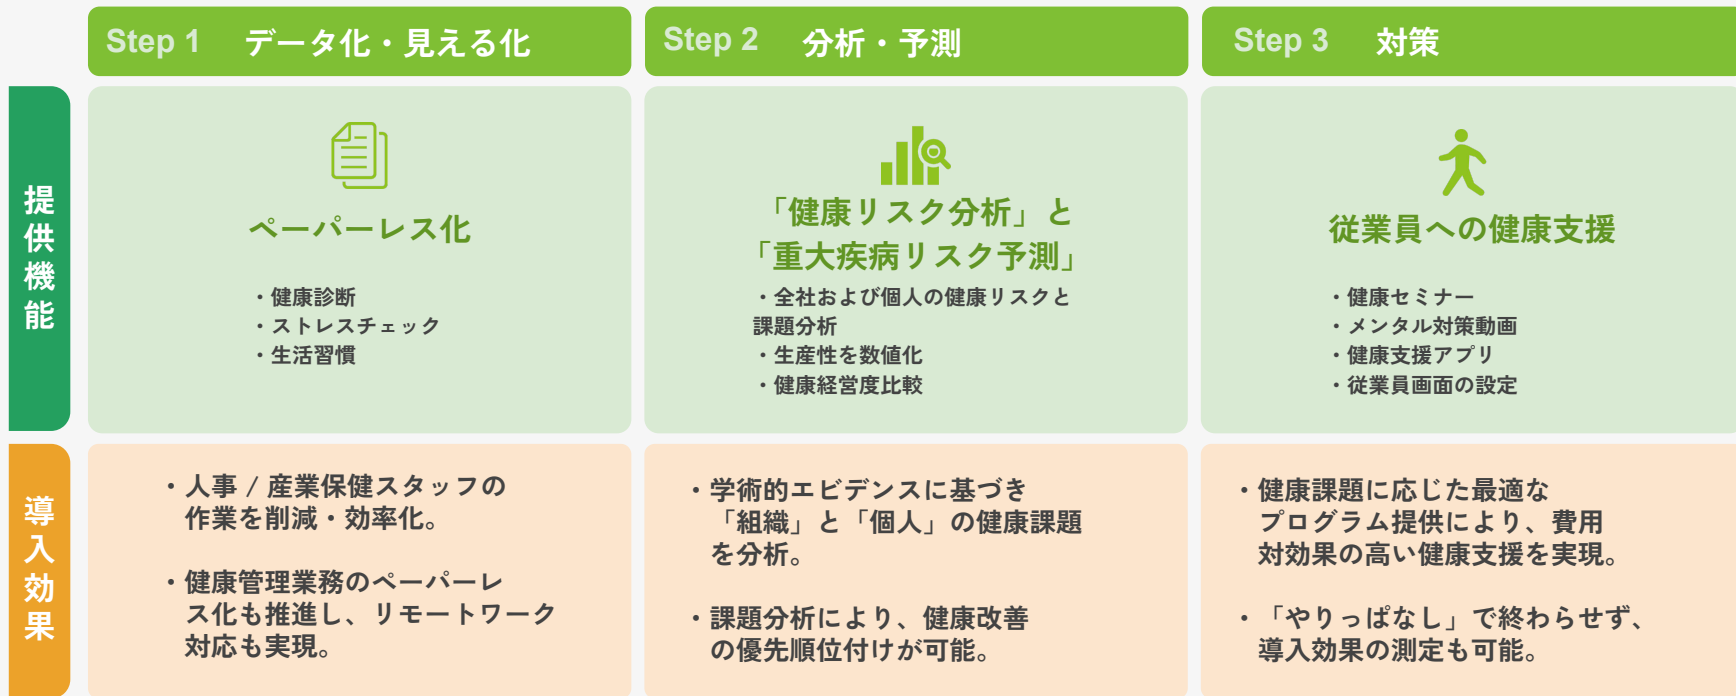 Step 1 データ化・見える化
Step 2 分析・予測
Step 3 対策
提供機能
ペーパーレス化
・健康診断
・ストレスチェック
・生活習慣
「健康リスク分析」と
「重大疾病リスク予測」
・全社および個人の健康リスクと
課題分析
・生産性を数値化
・健康経営度比較
従業員への健康支援
・健康セミナー
・メンタル対策動画
・健康支援アプリ
・従業員画面の設定
導入効果
・人事 / 産業保健スタッフの
作業を削減・効率化。
・健康管理業務のペーパーレ
ス化も推進し、リモートワーク
対応も実現。
・学術的エビデンスに基づき
「組織」と「個人」の健康課題
を分析。
・課題分析により、健康改善
の優先順位付けが可能。
・健康課題に応じた最適な
プログラム提供により、費用
対効果の高い健康支援を実現。
・「やりっぱなし」で終わらせず、
導入効果の測定も可能。